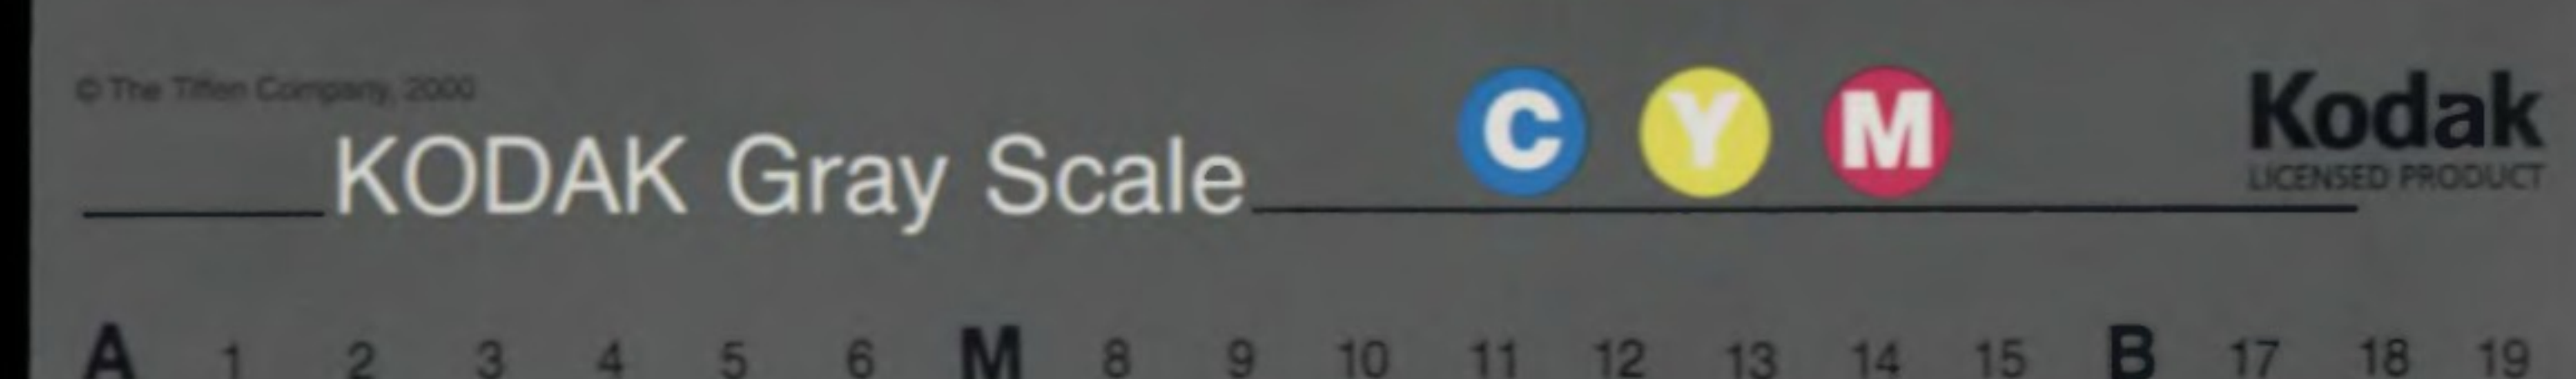 © The Tiffen Company, 2000
KODAK Gray Scale
C Y M
Kodak
LICENSED PRODUCT
A 1 2 3 4 5 6 M 8 9 10 11 12 13 14 15 B 17 18 19